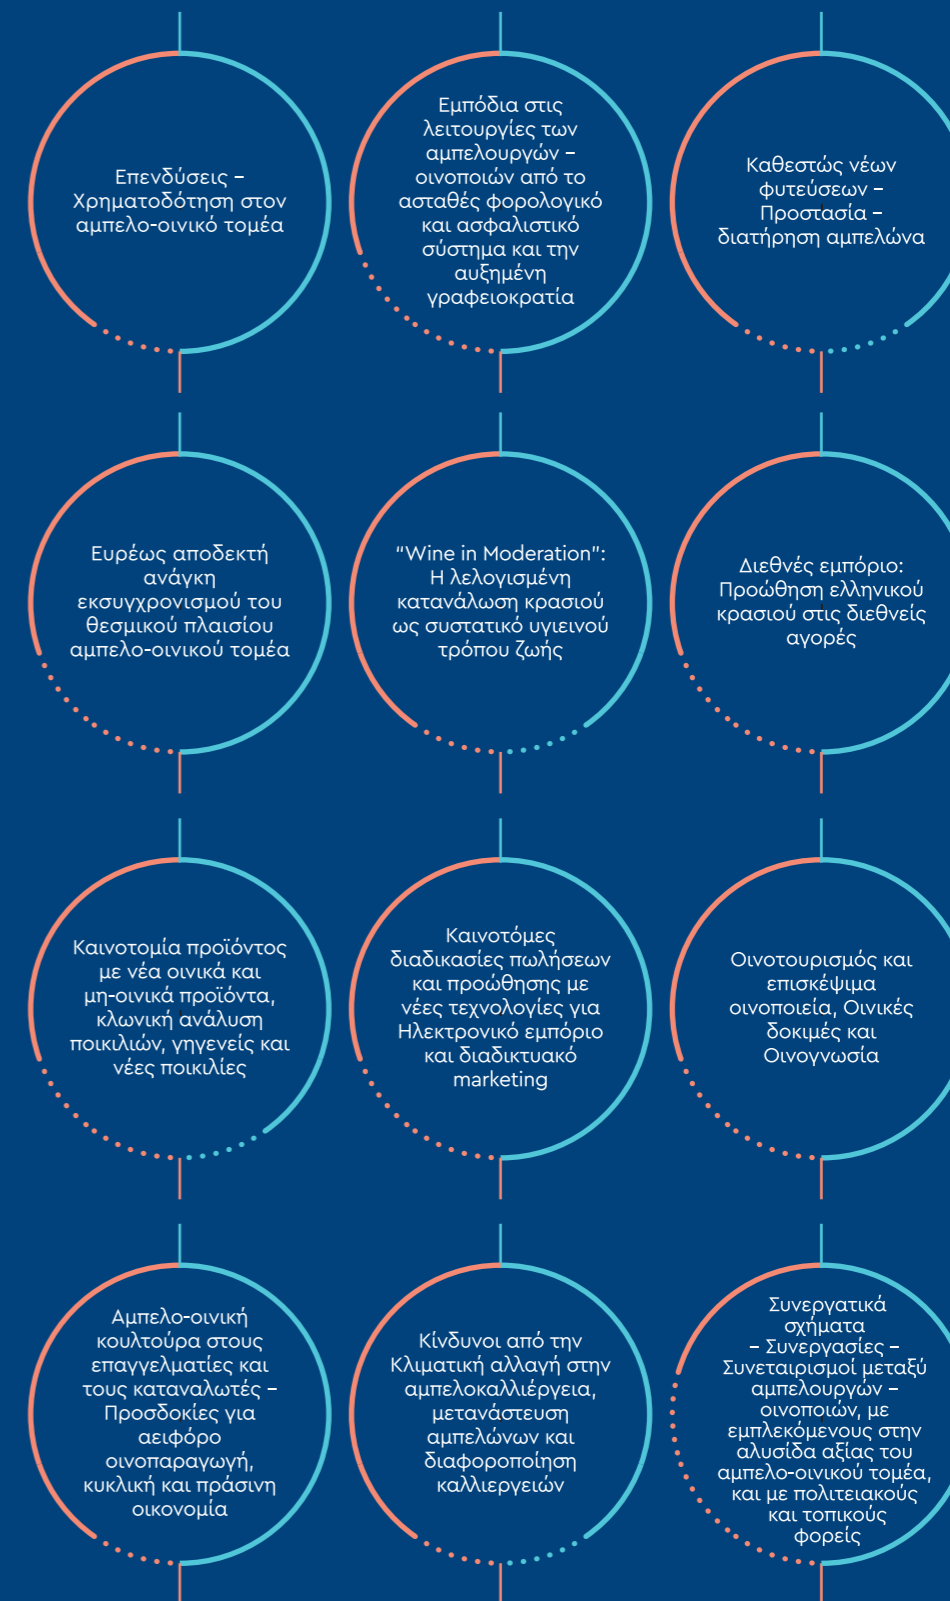 Επενδύσεις –
Χρηματοδότηση στον
αμπελο-οινικό τομέα
Εμπόδια στις
λειτουργίες των
αμπελουργών –
οινοποιών από το
ασταθές φορολογικό
και ασφαλιστικό
σύστημα και την
αυξημένη
γραφειοκρατία
Καθεστώς νέων
φυτεύσεων –
Προστασία –
διατήρηση αμπελώνα
Ευρέως αποδεκτή
ανάγκη
εκσυγχρονισμού του
θεσμικού πλαισίου
αμπελο-οινικού τομέα
“Wine in Moderation”:
Η λελογισμένη
κατανάλωση κρασιού
ως συστατικό υγιεινού
τρόπου ζωής
Διεθνές εμπόριο:
Προώθηση ελληνικού
κρασιού στις διεθνείς
αγορές
Καινοτομία προϊόντος
με νέα οινικά και
μη-οινικά προϊόντα,
κλωνική ανάλυση
ποικιλιών, γηγενείς και
νέες ποικιλίες
Καινοτόμες
διαδικασίες πωλήσεων
και προώθησης με
νέες τεχνολογίες για
Ηλεκτρονικό εμπόριο
και διαδικτυακό
marketing
Οινοτουρισμός και
επισκέψιμα
οινοποιεία, Οινικές
δοκιμές και
Οινογνωσία
Αμπελο-οινική
κουλτούρα στους
επαγγελματίες και
τους καταναλωτές –
Προσδοκίες για
αειφόρο
οινοπαραγωγή,
κυκλική και πράσινη
οικονομία
Κίνδυνοι από την
Κλιματική αλλαγή στην
αμπελοκαλλιέργεια,
μετανάστευση
αμπελώνων και
διαφοροποίηση
καλλιεργειών
Συνεργατικά
σχήματα
– Συνεργασίες –
Συνεταιρισμοί μεταξύ
αμπελουργών –
οινοποιών, με
εμπλεκόμενους στην
αλυσίδα αξίας του
αμπελο-οινικού τομέα,
και με πολιτειακούς
και τοπικούς
φορείς